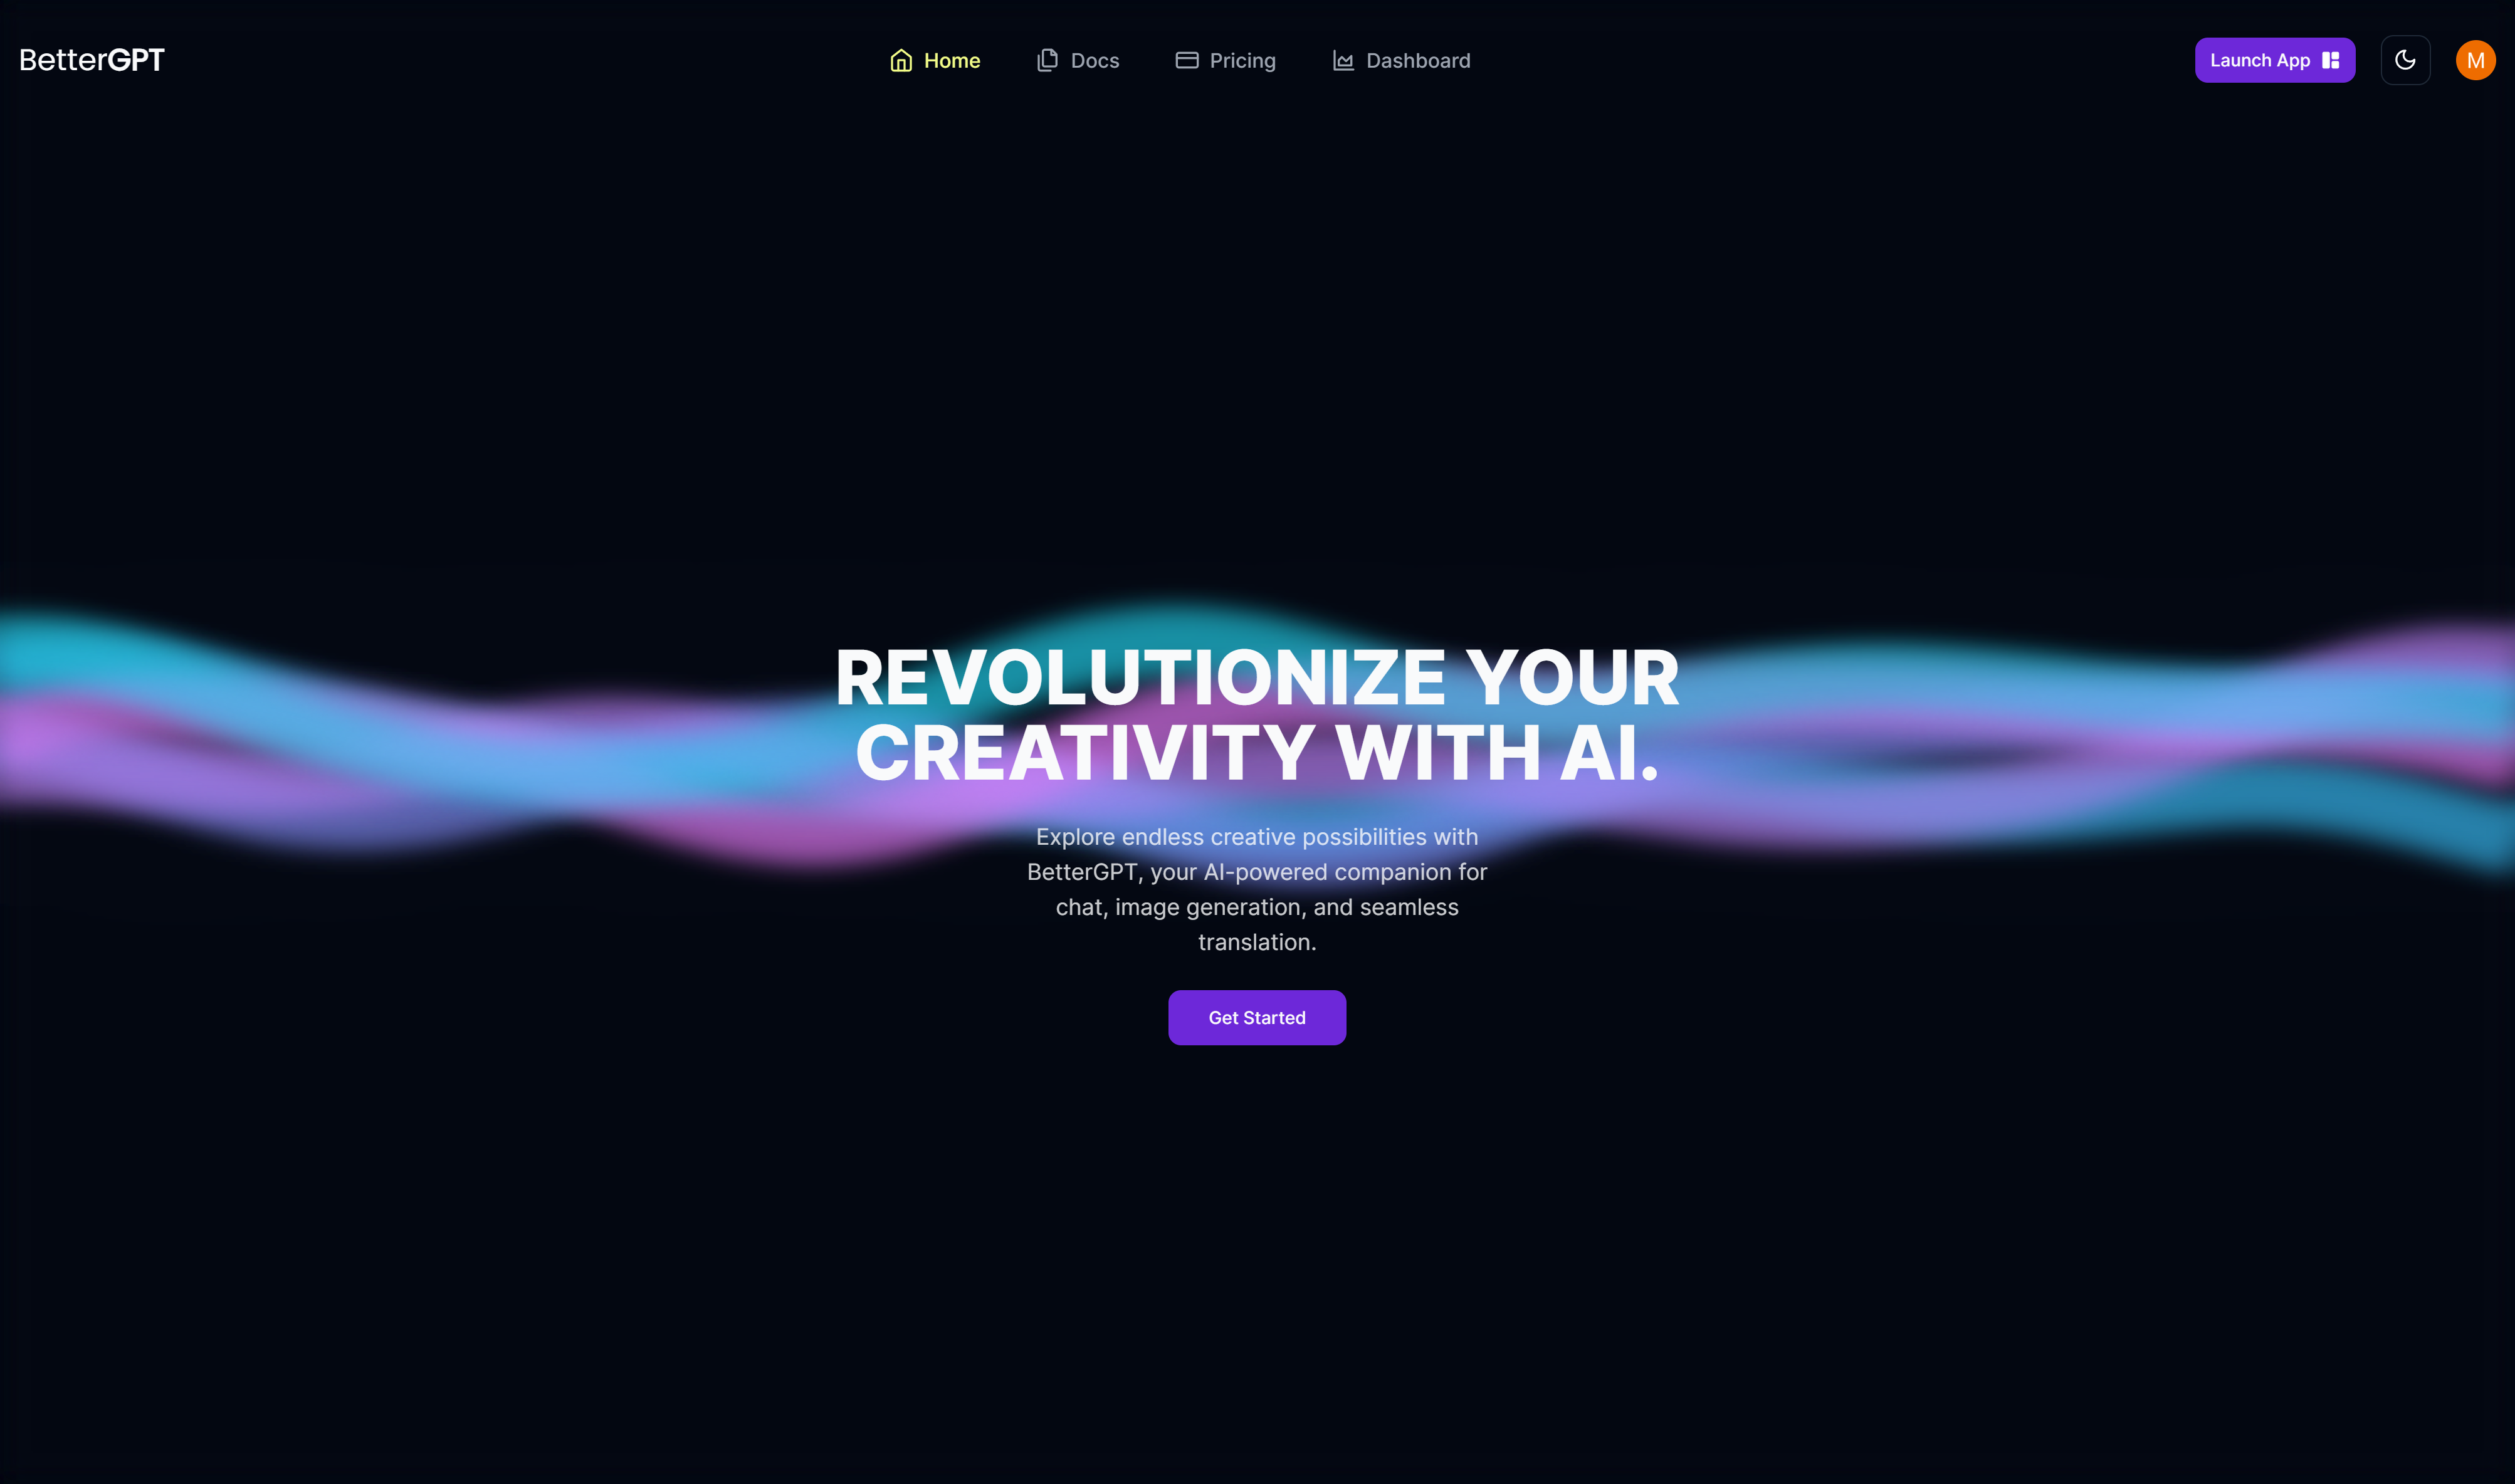 BetterGPT
Home
Docs
Pricing
Dashboard
Launch App
M
REVOLUTIONIZE YOUR
CREATIVITY WITH AI.
Explore endless creative possibilities with
BetterGPT, your AI-powered companion for
chat, image generation, and seamless
translation.
Get Started